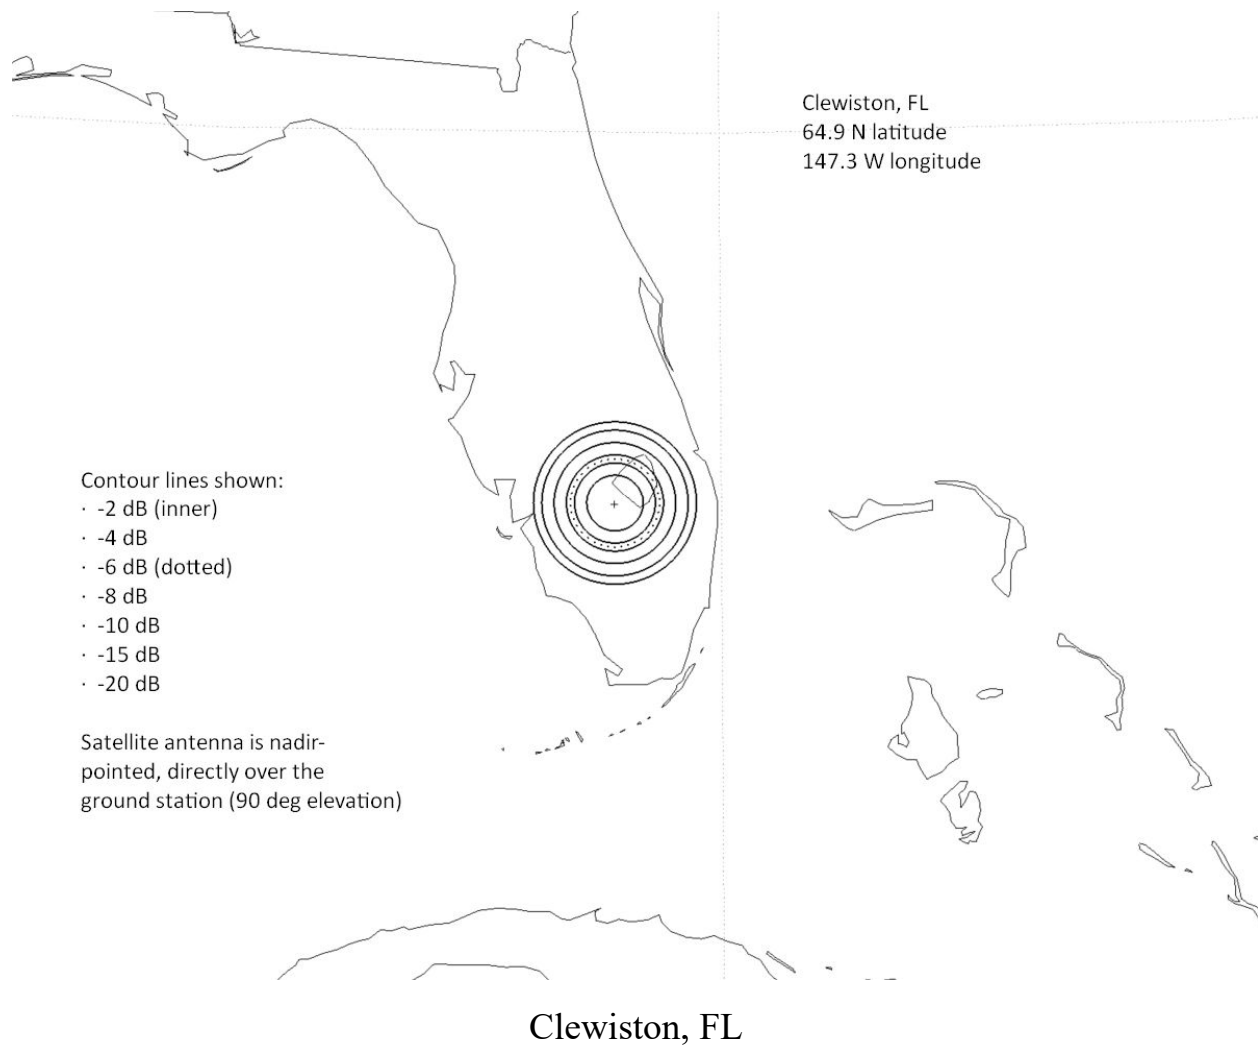 Clewiston, FL
64.9 N latitude
147.3 W longitude
Contour lines shown:
· -2 dB (inner)
· -4 dB
· -6 dB (dotted)
· -8 dB
· -10 dB
· -15 dB
· -20 dB
Satellite antenna is nadir-
pointed, directly over the
ground station (90 deg elevation)
Clewiston, FL